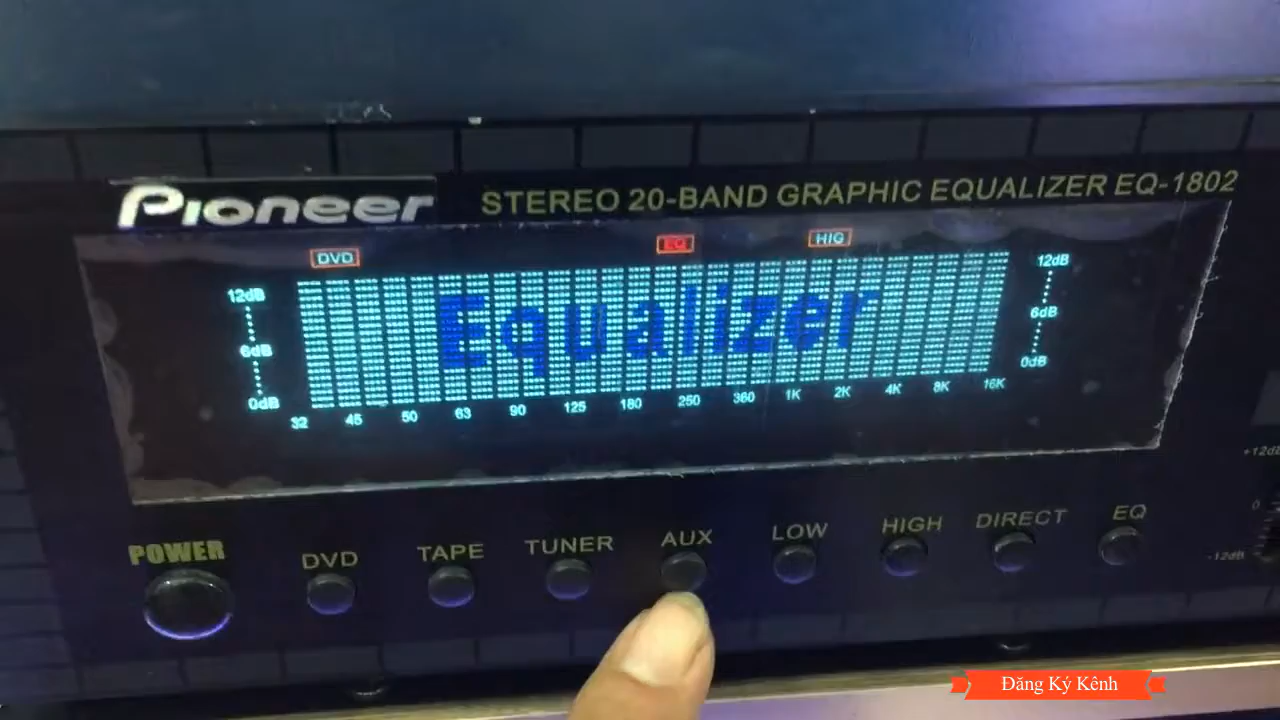 Pioneer
STEREO 20-BAND GRAPHIC EQUALIZER EQ-1802
DVD
EQ
HIG
12dB
6dB
0dB
Equalizer
12dB
6dB
0dB
32 45 50 63 90 125 180 250 360 1K 2K 4K 8K 16K
POWER
DVD
TAPE
TUNER
AUX
LOW
HIGH
DIRECT
EQ
+12dB
0
-12dB
Đăng Ký Kênh